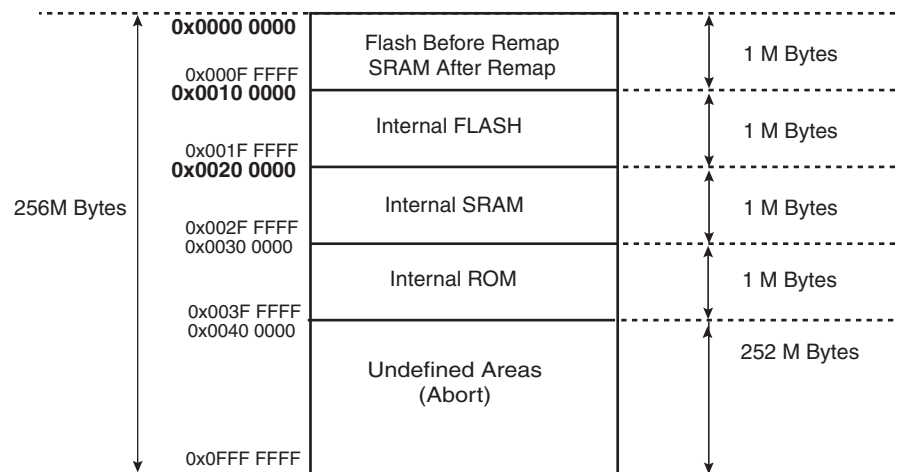 0x0000 0000
Flash Before Remap
SRAM After Remap
1 M Bytes
0x000F FFFF
0x0010 0000
Internal FLASH
1 M Bytes
0x001F FFFF
0x0020 0000
256M Bytes
Internal SRAM
1 M Bytes
0x002F FFFF
0x0030 0000
Internal ROM
1 M Bytes
0x003F FFFF
0x0040 0000
252 M Bytes
Undefined Areas
(Abort)
0x0FFF FFFF